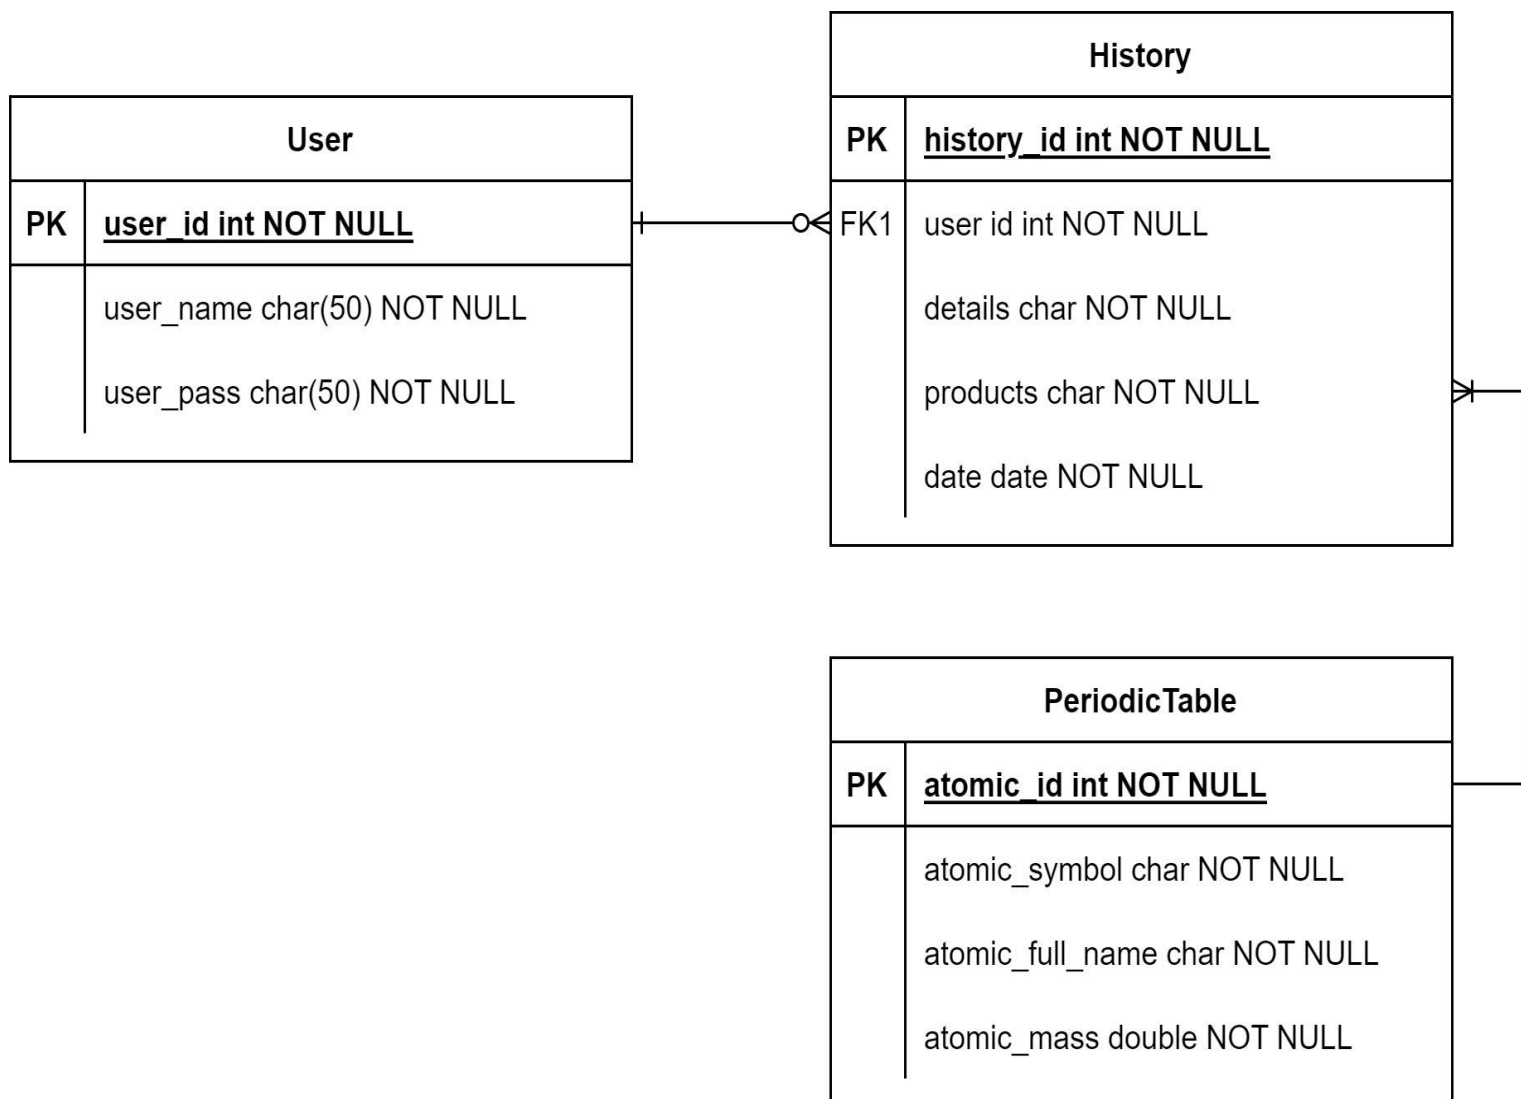 User
PK user_id int NOT NULL
user_name char(50) NOT NULL
user_pass char(50) NOT NULL
History
PK history_id int NOT NULL
FK1 user id int NOT NULL
details char NOT NULL
products char NOT NULL
date date NOT NULL
PeriodicTable
PK atomic_id int NOT NULL
atomic_symbol char NOT NULL
atomic_full_name char NOT NULL
atomic_mass double NOT NULL